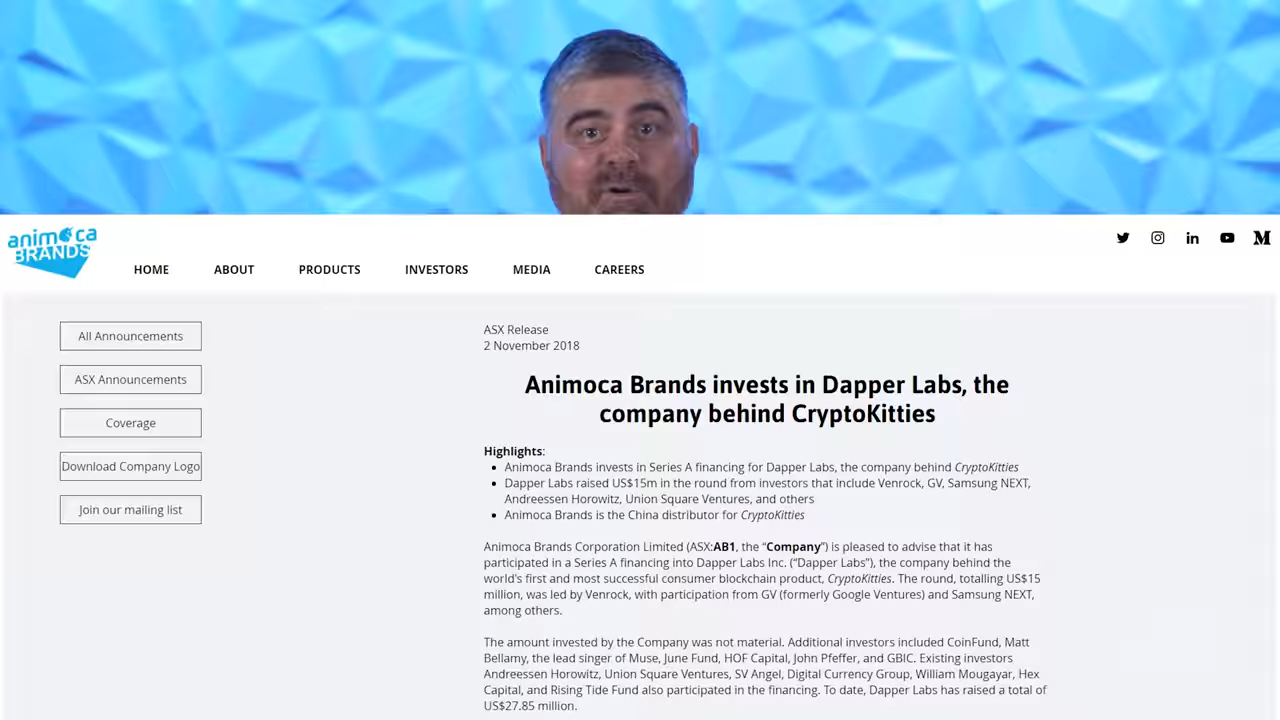 animoca
BRANDS
HOME ABOUT PRODUCTS INVESTORS MEDIA CAREERS
All Announcements
ASX Announcements
Coverage
Download Company Logo
Join our mailing list
ASX Release
2 November 2018
Animoca Brands invests in Dapper Labs, the
company behind CryptoKitties
Highlights:
• Animoca Brands invests in Series A financing for Dapper Labs, the company behind CryptoKitties
• Dapper Labs raised US$15m in the round from investors that include Venrock, GV, Samsung NEXT,
Andreessen Horowitz, Union Square Ventures, and others
• Animoca Brands is the China distributor for CryptoKitties
Animoca Brands Corporation Limited (ASX:AB1, the “Company”) is pleased to advise that it has
participated in a Series A financing into Dapper Labs Inc. (“Dapper Labs”), the company behind the
world's first and most successful consumer blockchain product, CryptoKitties. The round, totalling US$15
million, was led by Venrock, with participation from GV (formerly Google Ventures) and Samsung NEXT,
among others.
The amount invested by the Company was not material. Additional investors included CoinFund, Matt
Bellamy, the lead singer of Muse, June Fund, HOF Capital, John Pfeffer, and GBIC. Existing investors
Andreessen Horowitz, Union Square Ventures, SV Angel, Digital Currency Group, William Mougayar, Hex
Capital, and Rising Tide Fund also participated in the financing. To date, Dapper Labs has raised a total of
US$27.85 million.